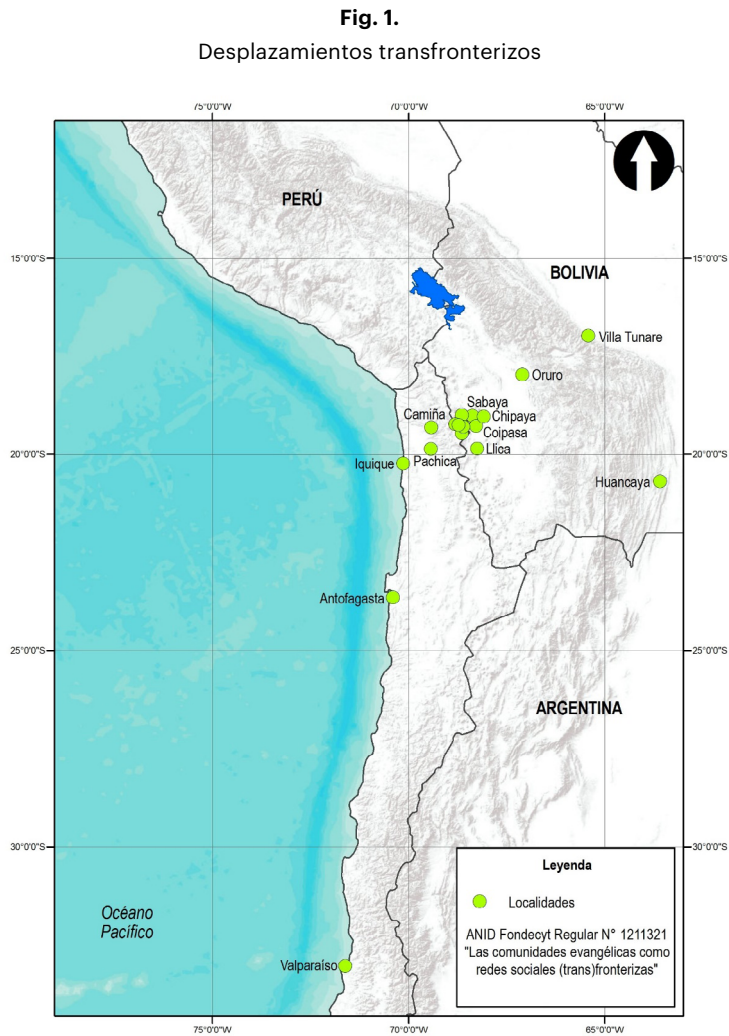 Fig. 1.
Desplazamientos transfronterizos
75°0'0"W
70°0'0"W
65°0'0"W
PERÚ
15°0'0"S
15°0'0"S
BOLIVIA
Villa Tunare
Oruro
Sabaya
Camiña
Chipaya
Coipasa
Llica
20°0'0"S
Iquique
Pachica
20°0'0"S
Huancaya
Antofagasta
25°0'0"S
25°0'0"S
ARGENTINA
30°0'0"S
30°0'0"S
Leyenda
Localidades
ANID Fondecyt Regular N° 1211321
"Las comunidades evangélicas como
redes sociales (trans)fronterizas"
Océano
Pacífico
Valparaíso
75°0'0"W
70°0'0"W
65°0'0"W